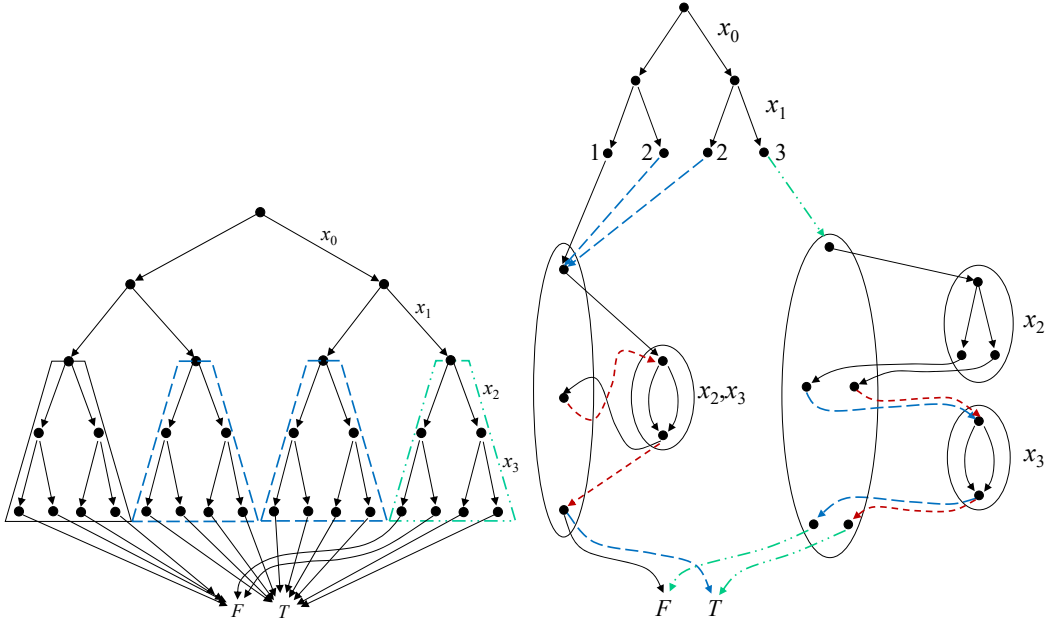 x₀
x₁
x₂
x₃
F T
x₀
x₁
1 2 2 3
x₂
x₂,x₃
x₃
F T